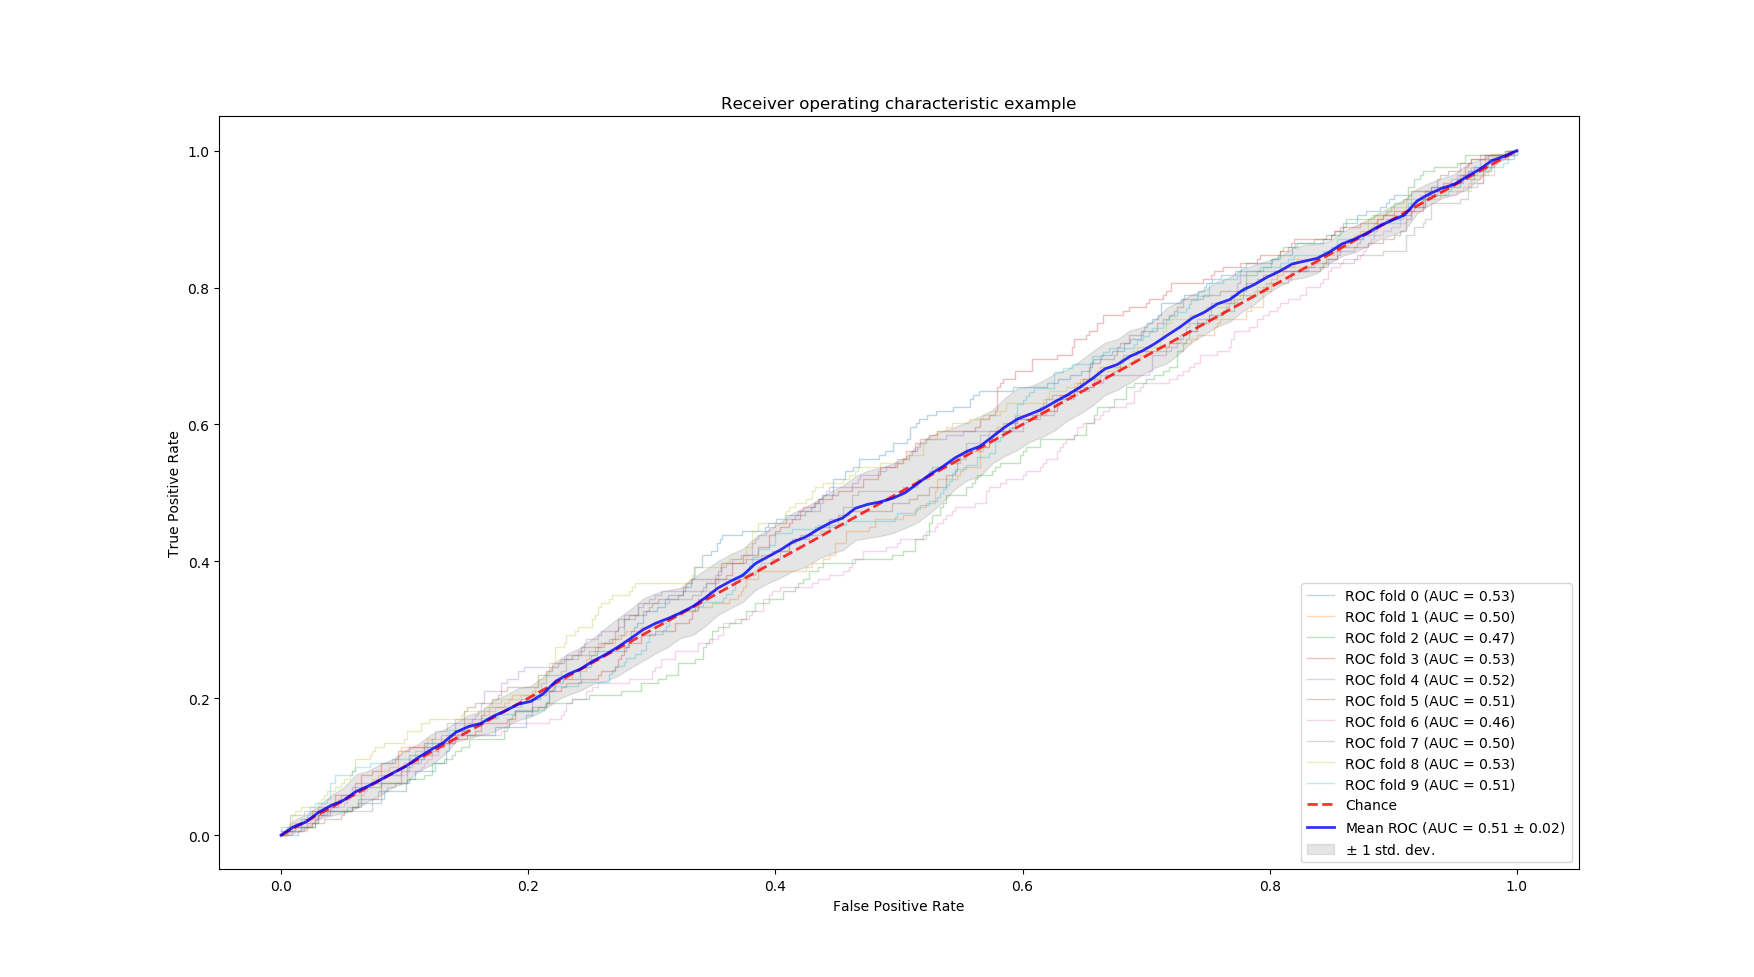 Receiver operating characteristic example
1.0
0.8
0.6
0.4
0.2
0.0
True Positive Rate
0.0 0.2 0.4 0.6 0.8 1.0
False Positive Rate
ROC fold 0 (AUC = 0.53)
ROC fold 1 (AUC = 0.50)
ROC fold 2 (AUC = 0.47)
ROC fold 3 (AUC = 0.53)
ROC fold 4 (AUC = 0.52)
ROC fold 5 (AUC = 0.51)
ROC fold 6 (AUC = 0.46)
ROC fold 7 (AUC = 0.50)
ROC fold 8 (AUC = 0.53)
ROC fold 9 (AUC = 0.51)
Chance
Mean ROC (AUC = 0.51 ± 0.02)
± 1 std. dev.